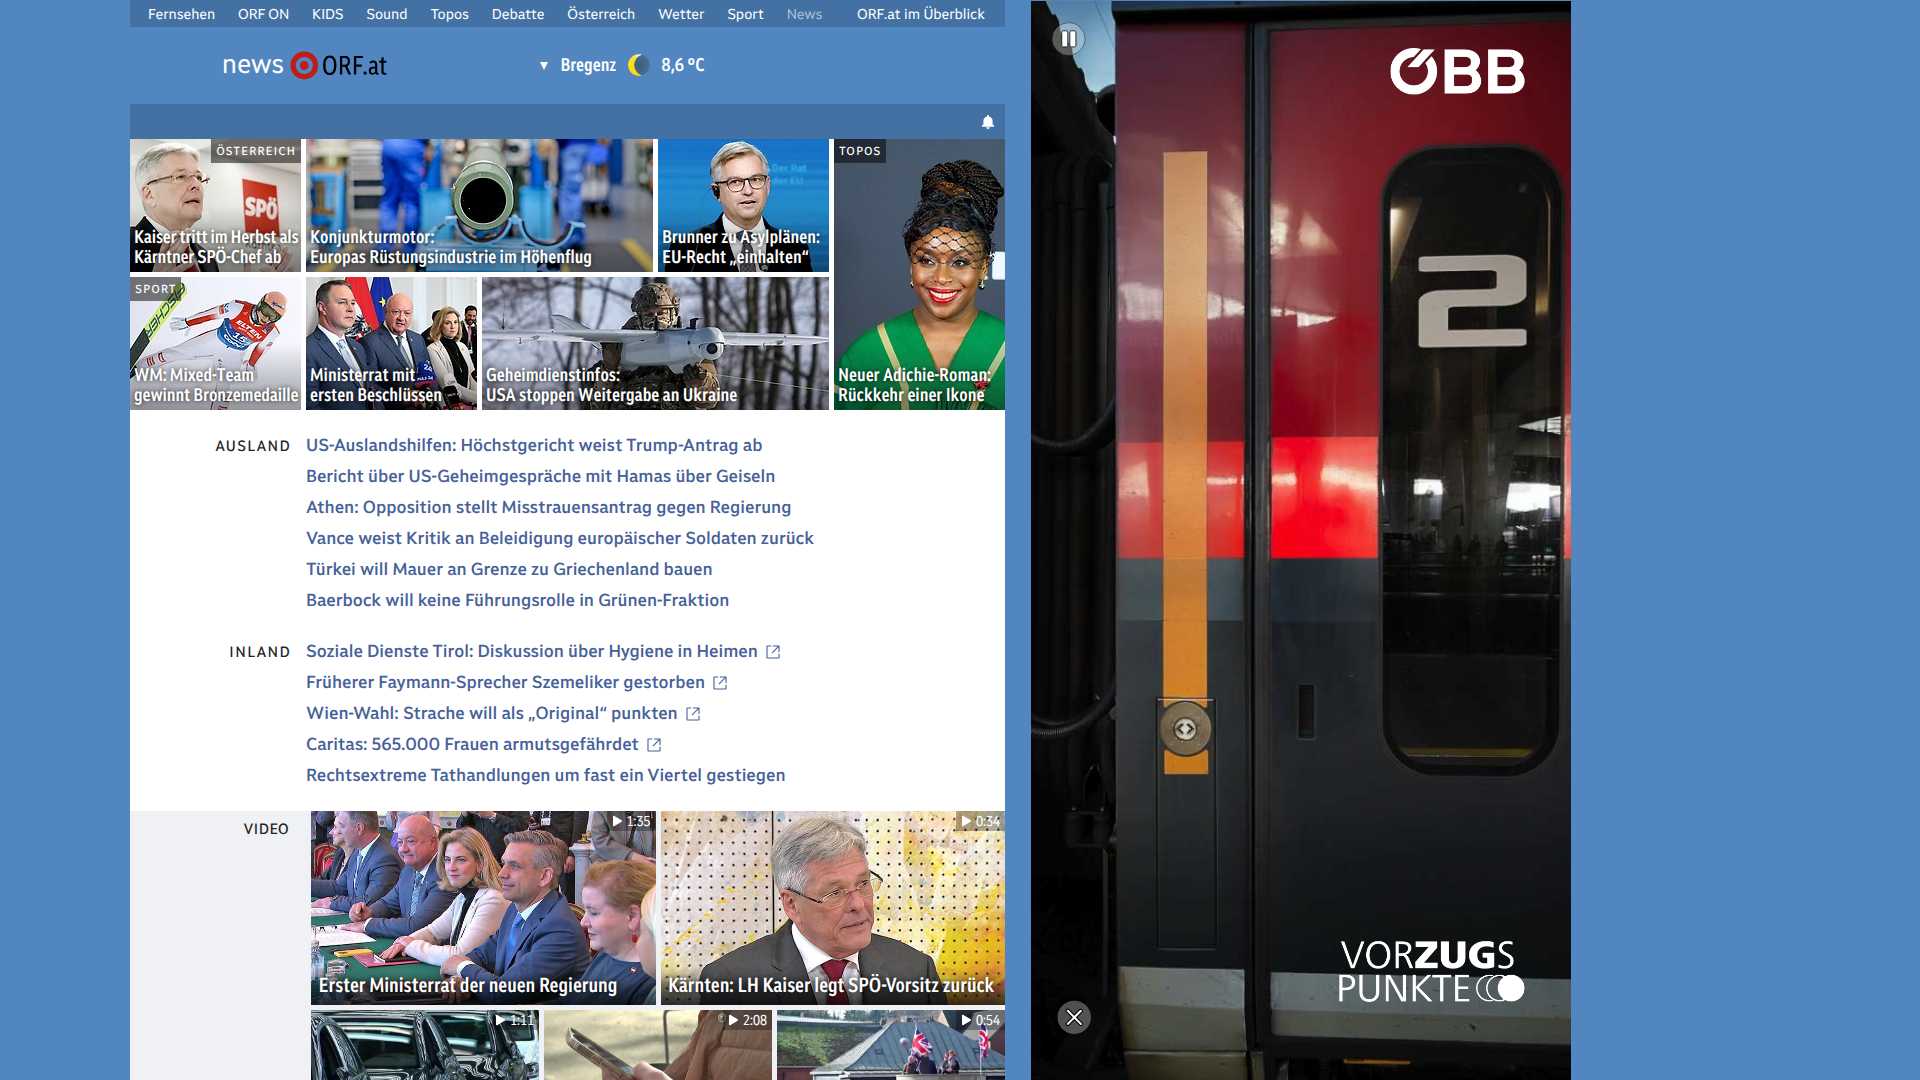 Fernsehen ORF ON KIDS Sound Topos Debatte Österreich Wetter Sport News ORF.at im Überblick
news ORF.at
Bregenz 8,6 °C
ÖSTERREICH
SPÖ
Kaiser tritt im Herbst als
Kärntner SPÖ-Chef ab
Konjunkturmotor:
Europas Rüstungsindustrie im Höhenflug
Der Rat
der EU
Brunner zu Asylplänen:
EU-Recht „einhalten“
TOPOS
Neuer Adichie-Roman:
Rückkehr einer Ikone
SPORT
WM: Mixed-Team
gewinnt Bronzemedaille
Ministerrat mit
ersten Beschlüssen
Geheimdienstinfos:
USA stoppen Weitergabe an Ukraine
AUSLAND
US-Auslandshilfen: Höchstgericht weist Trump-Antrag ab
Bericht über US-Geheimgespräche mit Hamas über Geiseln
Athen: Opposition stellt Misstrauensantrag gegen Regierung
Vance weist Kritik an Beleidigung europäischer Soldaten zurück
Türkei will Mauer an Grenze zu Griechenland bauen
Baerbock will keine Führungsrolle in Grünen-Fraktion
INLAND
Soziale Dienste Tirol: Diskussion über Hygiene in Heimen
Früherer Faymann-Sprecher Szemeliker gestorben
Wien-Wahl: Strache will als „Original“ punkten
Caritas: 565.000 Frauen armutsgefährdet
Rechtsextreme Tathandlungen um fast ein Viertel gestiegen
VIDEO
1:35
Erster Ministerrat der neuen Regierung
0:34
Kärnten: LH Kaiser legt SPÖ-Vorsitz zurück
1:11
2:08
0:54
ÖBB
2
VORZUGS
PUNKTE